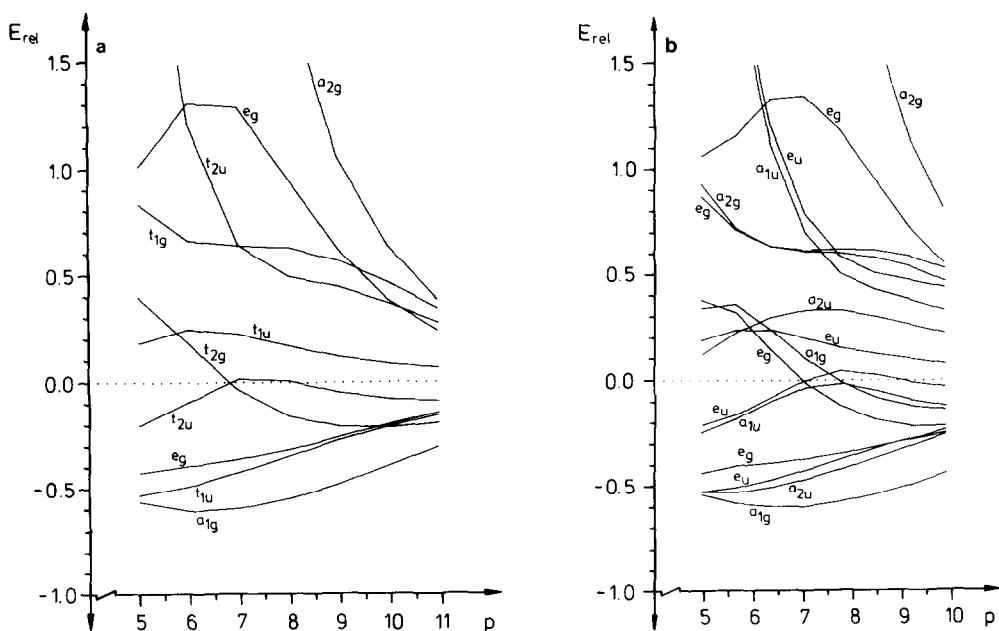 E_rel a
1.5
1.0
0.5
0.0
-0.5
-1.0
a_2g
e_g
t_2u
t_1g
t_1u
t_2g
t_2u
e_g
t_1u
a_1g
5 6 7 8 9 10 11 p
E_rel b
1.5
1.0
0.5
0.0
-0.5
-1.0
a_2g
e_g
e_u
a_1u
a_2g
e_g
a_2u
e_u
a_1g
e_g
e_u
a_1u
e_g
e_u
a_2u
a_1g
5 6 7 8 9 10 p